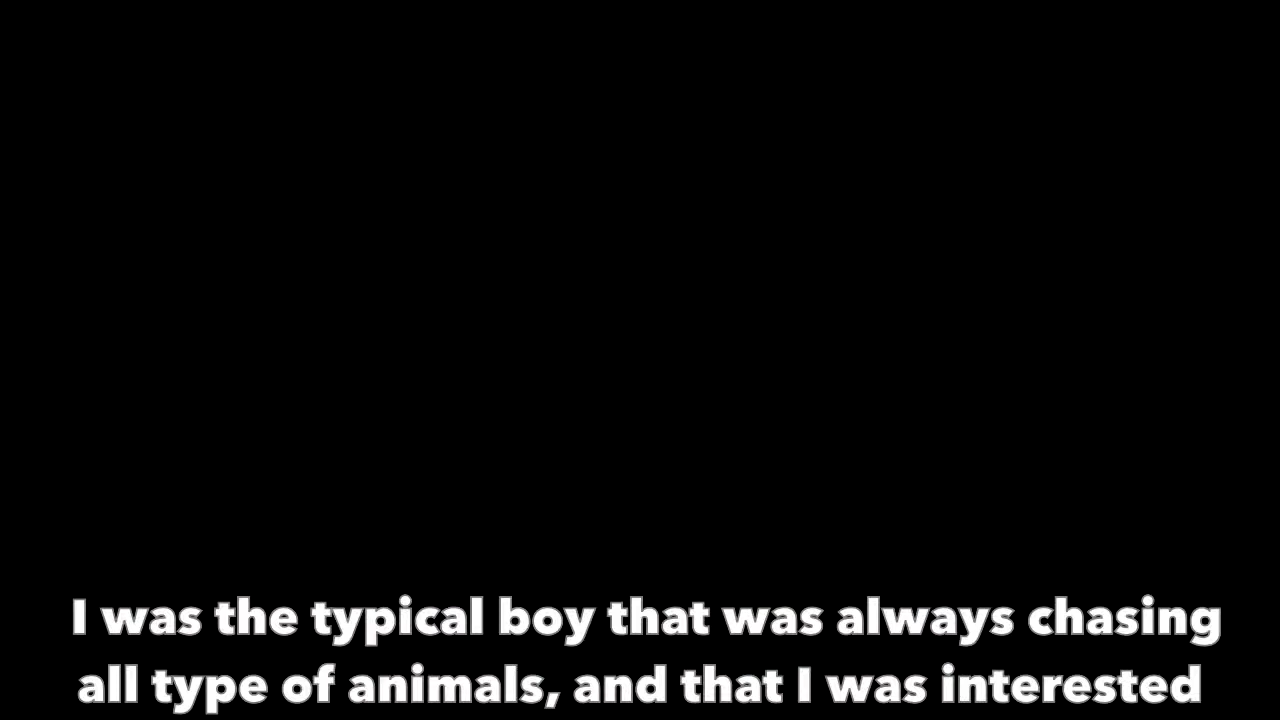 I was the typical boy that was always chasing
all type of animals, and that I was interested